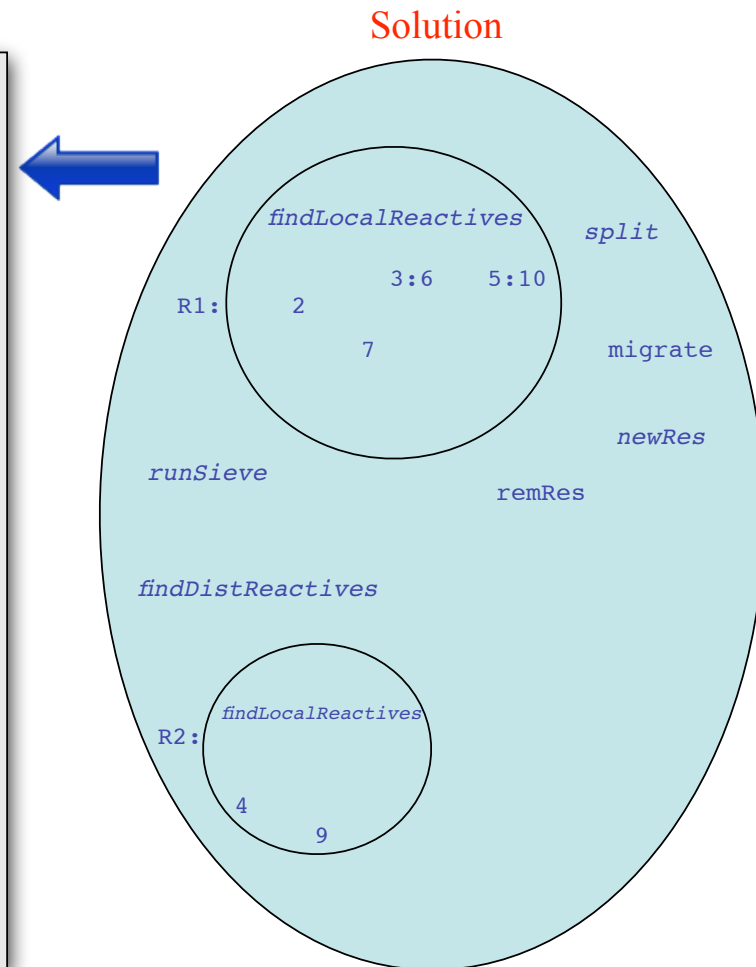 Solution
findLocalReactives
split
3:6 5:10
R1: 2
7
migrate
newRes
runSieve
remRes
findDistReactives
findLocalReactives
R2:
4
9